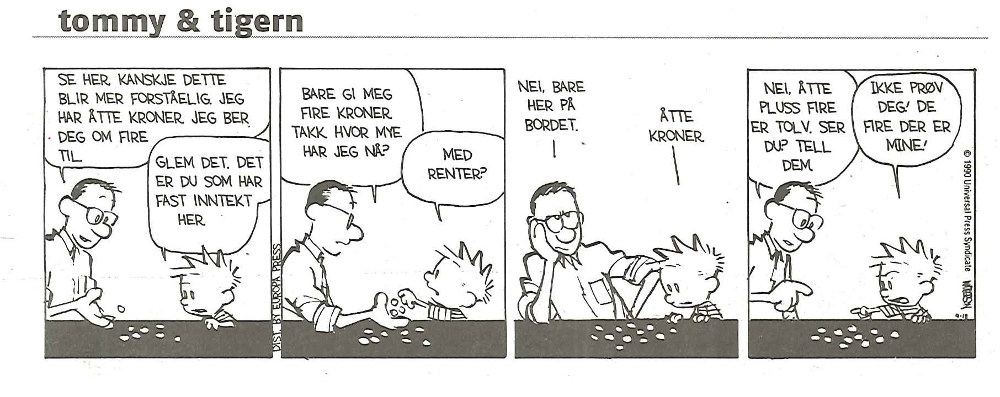 tommy & tigern
SE HER, KANSKJE DETTE
BLIR MER FORSTÅELIG. JEG
HAR ÅTTE KRONER. JEG BER
DEG OM FIRE
TIL.
GLEM DET. DET
ER DU SOM HAR
FAST INNTEKT
HER.
DIST. BY EUROPA PRESS
BARE GI MEG
FIRE KRONER.
TAKK. HVOR MYE
HAR JEG NÅ?
MED
RENTER?
NEI, BARE
HER PÅ
BORDET.
ÅTTE
KRONER.
NEI, ÅTTE
PLUSS FIRE
ER TOLV. SER
DU? TELL
DEM.
IKKE PRØV
DEG! DE
FIRE DER ER
MINE!
© 1990 Universal Press Syndicate
WATTERSON
4-19